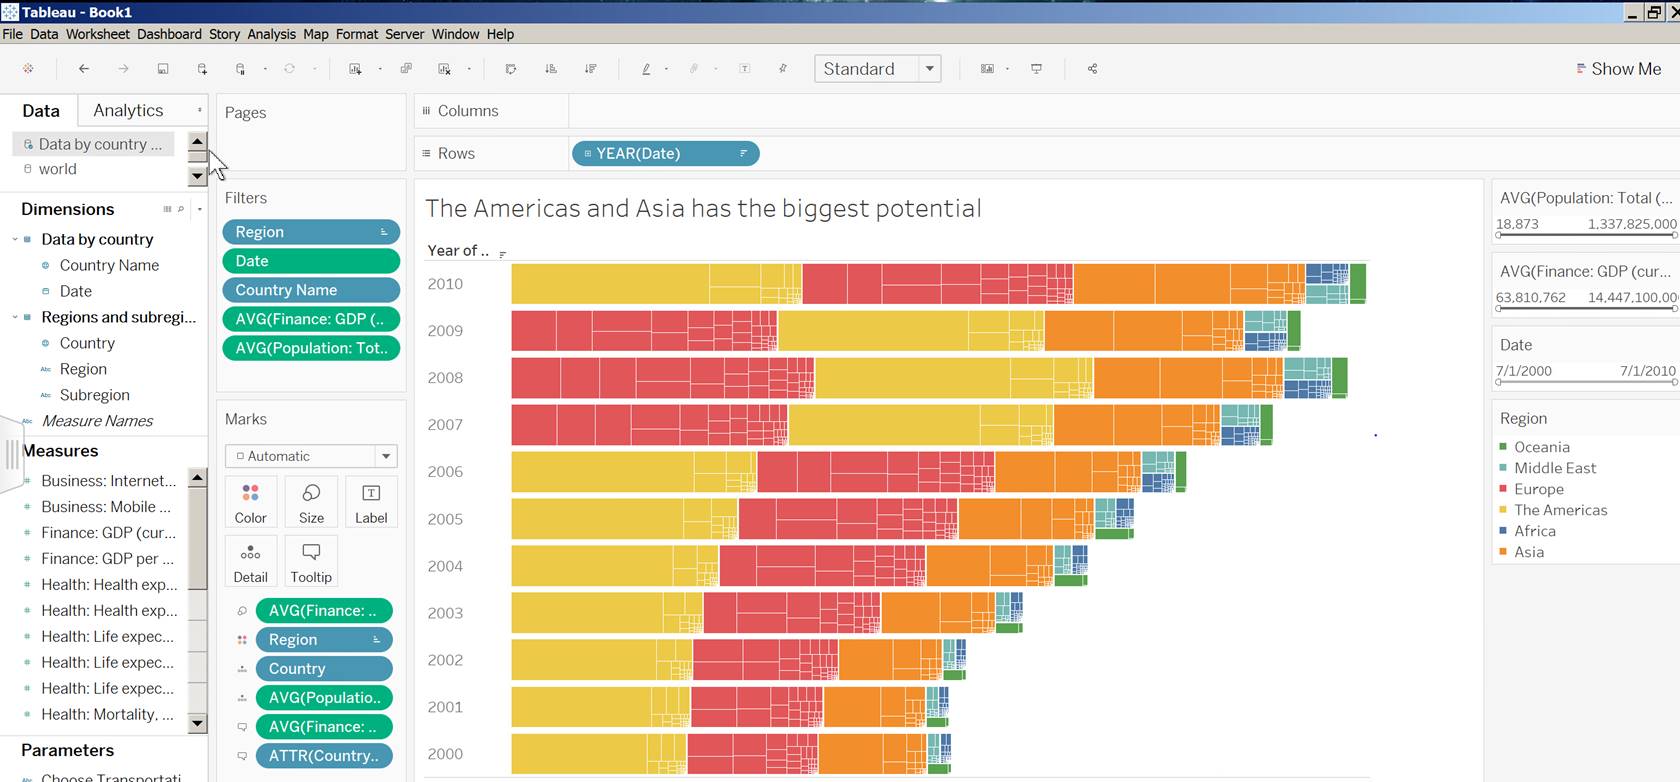 Tableau - Book1
File Data Worksheet Dashboard Story Analysis Map Format Server Window Help
Standard
Show Me
Data
Analytics
Data by country ...
world
Dimensions
Data by country
Country Name
Date
Regions and subregi...
Country
Abc Region
Abc Subregion
Abc Measure Names
Measures
# Business: Internet...
# Business: Mobile ...
# Finance: GDP (cur...
# Finance: GDP per ...
# Health: Health exp...
# Health: Health exp...
# Health: Life expec...
# Health: Life expec...
# Health: Life expec...
# Health: Mortality, ...
Parameters
Choose Transportati
Pages
Filters
Region
Date
Country Name
AVG(Finance: GDP (..
AVG(Population: Tot..
Marks
Automatic
Color
Size
Label
Detail
Tooltip
AVG(Finance: ..
Region
Country
AVG(Populatio..
AVG(Finance: ..
ATTR(Country..
Columns
Rows
YEAR(Date)
The Americas and Asia has the biggest potential
Year of ..
2010
2009
2008
2007
2006
2005
2004
2003
2002
2001
2000
AVG(Population: Total (...
18,873 1,337,825,000
AVG(Finance: GDP (cur...
63,810,762 14,447,100,00
Date
7/1/2000 7/1/2010
Region
Oceania
Middle East
Europe
The Americas
Africa
Asia